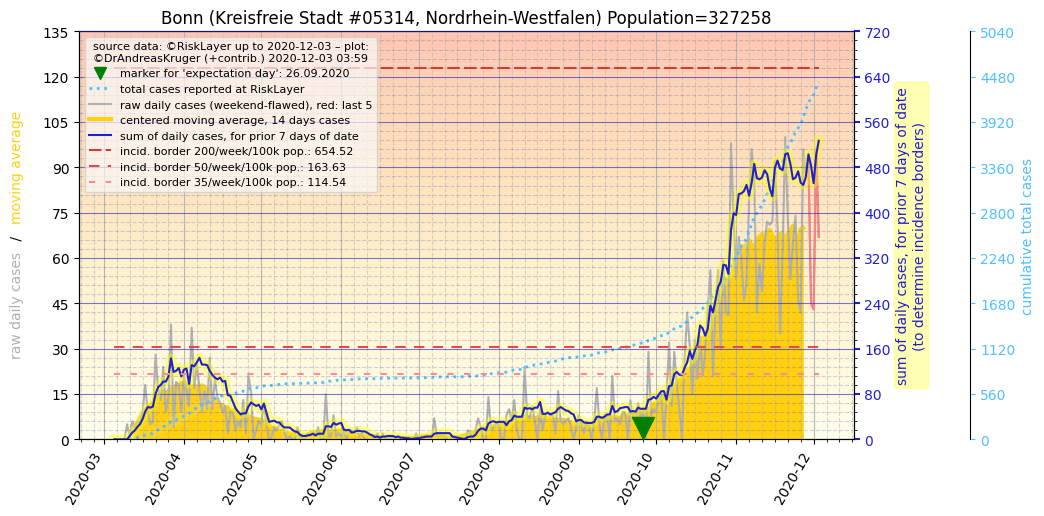 Bonn (Kreisfreie Stadt #05314, Nordrhein-Westfalen) Population=327258
source data: ©RiskLayer up to 2020-12-03 – plot:
©DrAndreasKruger (+contrib.) 2020-12-03 03:59
marker for 'expectation day': 26.09.2020
total cases reported at RiskLayer
raw daily cases (weekend-flawed), red: last 5
centered moving average, 14 days cases
sum of daily cases, for prior 7 days of date
incid. border 200/week/100k pop.: 654.52
incid. border 50/week/100k pop.: 163.63
incid. border 35/week/100k pop.: 114.54
raw daily cases / moving average
135
120
105
90
75
60
45
30
15
0
720
640
560
480
400
320
240
160
80
0
sum of daily cases, for prior 7 days of date
(to determine incidence borders)
5040
4480
3920
3360
2800
2240
1680
1120
560
0
cumulative total cases
2020-03
2020-04
2020-05
2020-06
2020-07
2020-08
2020-09
2020-10
2020-11
2020-12